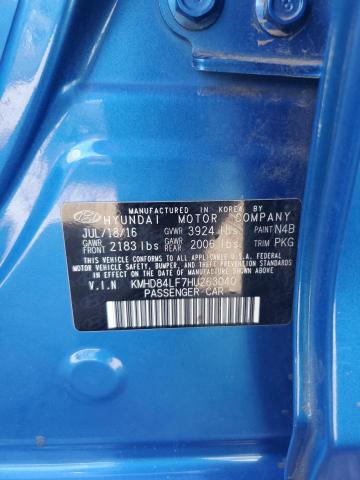 MANUFACTURED IN KOREA BY
HYUNDAI MOTOR COMPANY
JUL/18/16 GVWR 3924 lbs PAINT N4B
GAWR FRONT 2183 lbs GAWR REAR 2006 lbs TRIM PKG
THIS VEHICLE CONFORMS TO ALL APPLICABLE U.S.A. FEDERAL
MOTOR VEHICLE SAFETY, BUMPER, AND THEFT PREVENTION STANDARDS
IN EFFECT ON THE DATE OF MANUFACTURE SHOWN ABOVE.
V.I.N KMHD84LF7HU263040
PASSENGER CAR